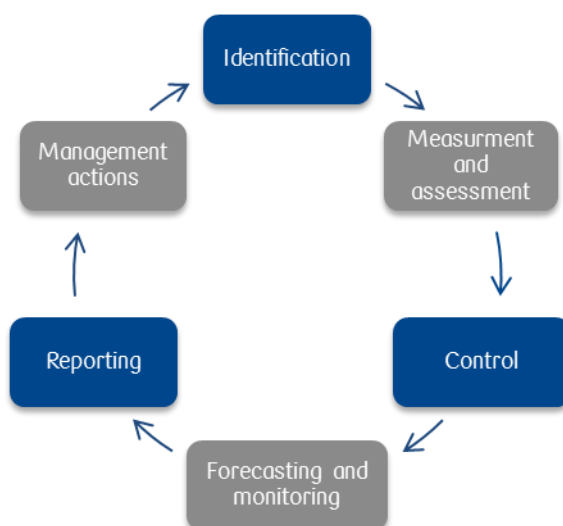 Identification
Measurment
and
assessment
Control
Forecasting and
monitoring
Reporting
Management
actions